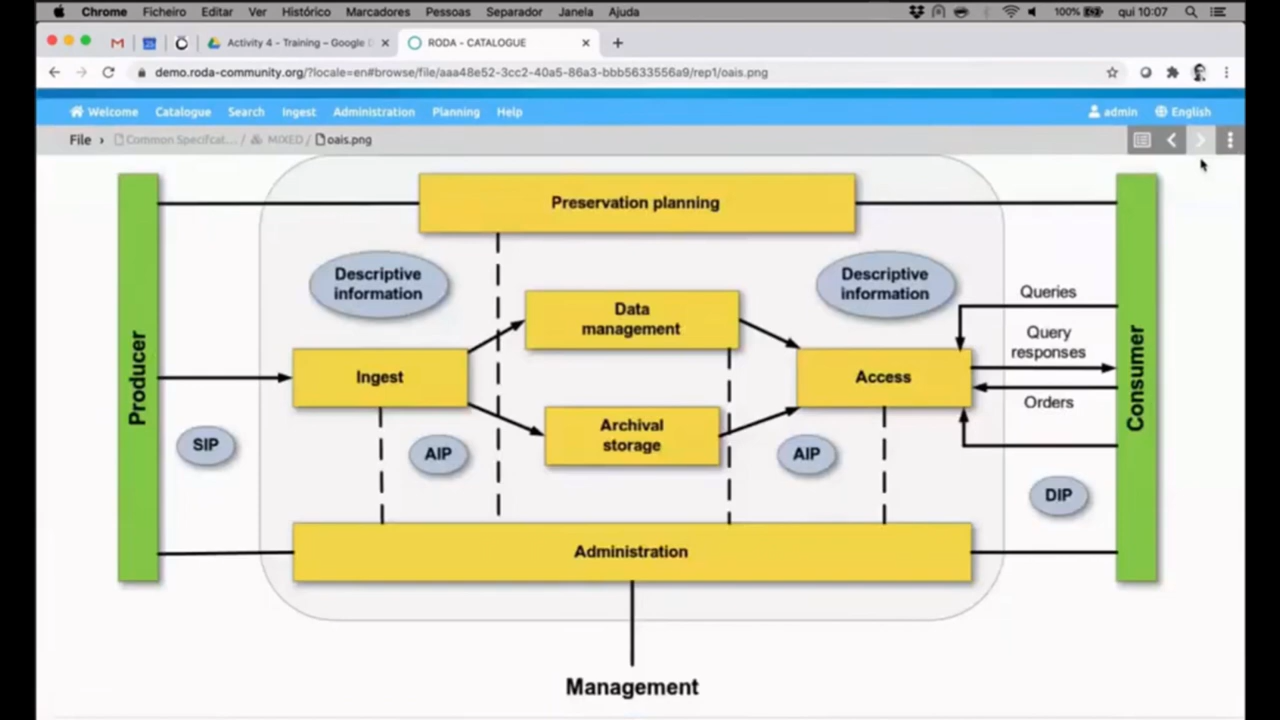 Chrome Ficheiro Editar Ver Histórico Marcadores Pessoas Separador Janela Ajuda 100% qui 10:07
Activity 4 - Training – Google D RODA - CATALOGUE
demo.roda-community.org/?locale=en#browse/file/aaa48e52-3cc2-40a5-86a3-bbb5633556a9/rep1/oais.png
Welcome Catalogue Search Ingest Administration Planning Help admin English
File › Common Specifcat... / MIXED / oais.png
Preservation planning
Descriptive
information
Descriptive
information
Data
management
Queries
Query
responses
Producer
Ingest
Access
Consumer
Orders
Archival
storage
SIP
AIP
AIP
DIP
Administration
Management